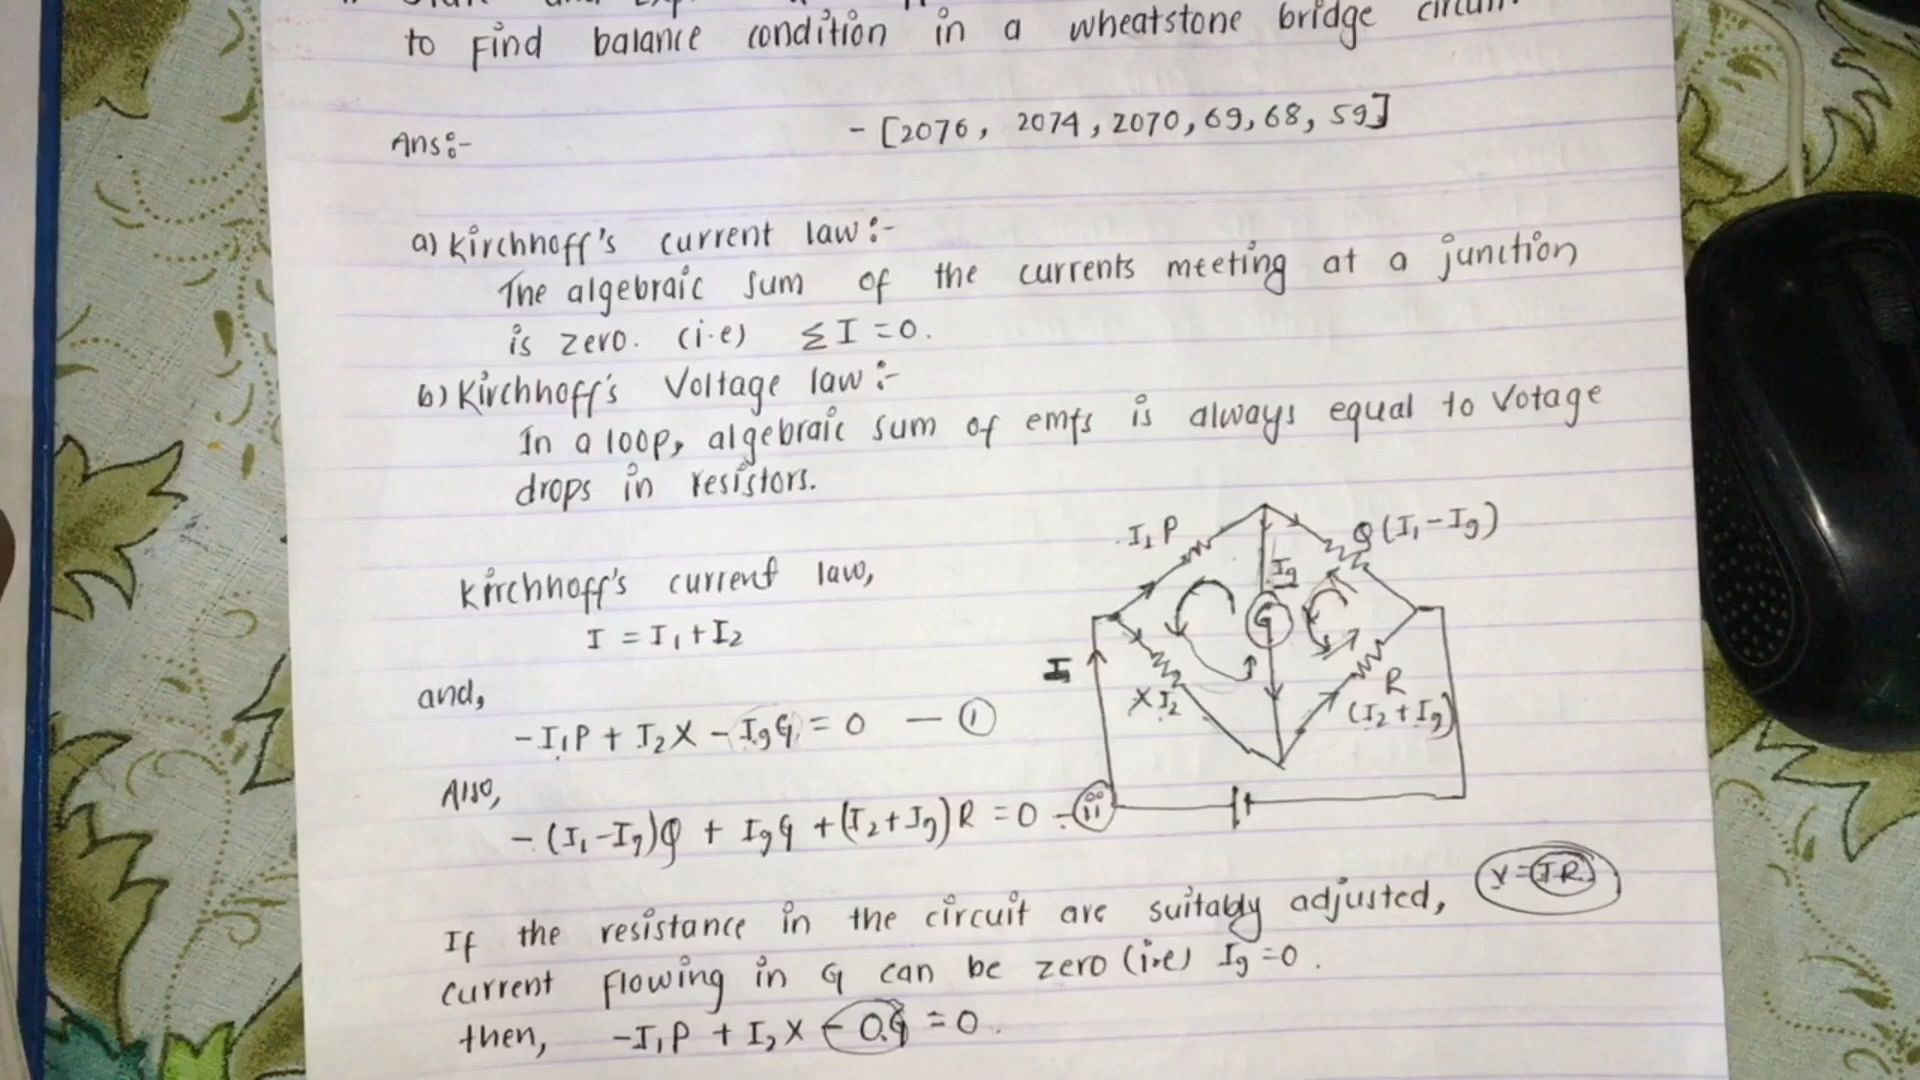 to Find balance condition in a wheatstone bridge
- [2076, 2074, 2070, 69, 68, 59]
Ans:-
a) Kirchhoff's current law:-
The algebraic sum of the currents meeting at a junction
is zero. (i.e) ΣI = 0.
b) Kirchhoff's Voltage law:-
In a loop, algebraic sum of emfs is always equal to Votage
drops in resistors.
I₁ P
Q (I₁ - Ig)
Ig
G
I
X I₂
R
(I₂ + Ig)
Kirchhoff's current law,
I = I₁ + I₂
and,
-I₁P + I₂X - IgG = 0 — ①
Also,
- (I₁ - Ig)Q + IgG + (I₂ + Ig)R = 0 - ⅱ
V = IR
If the resistance in the circuit are suitably adjusted,
current flowing in G can be zero (i.e) Ig = 0.
then, -I₁P + I₂X - 0.G = 0.